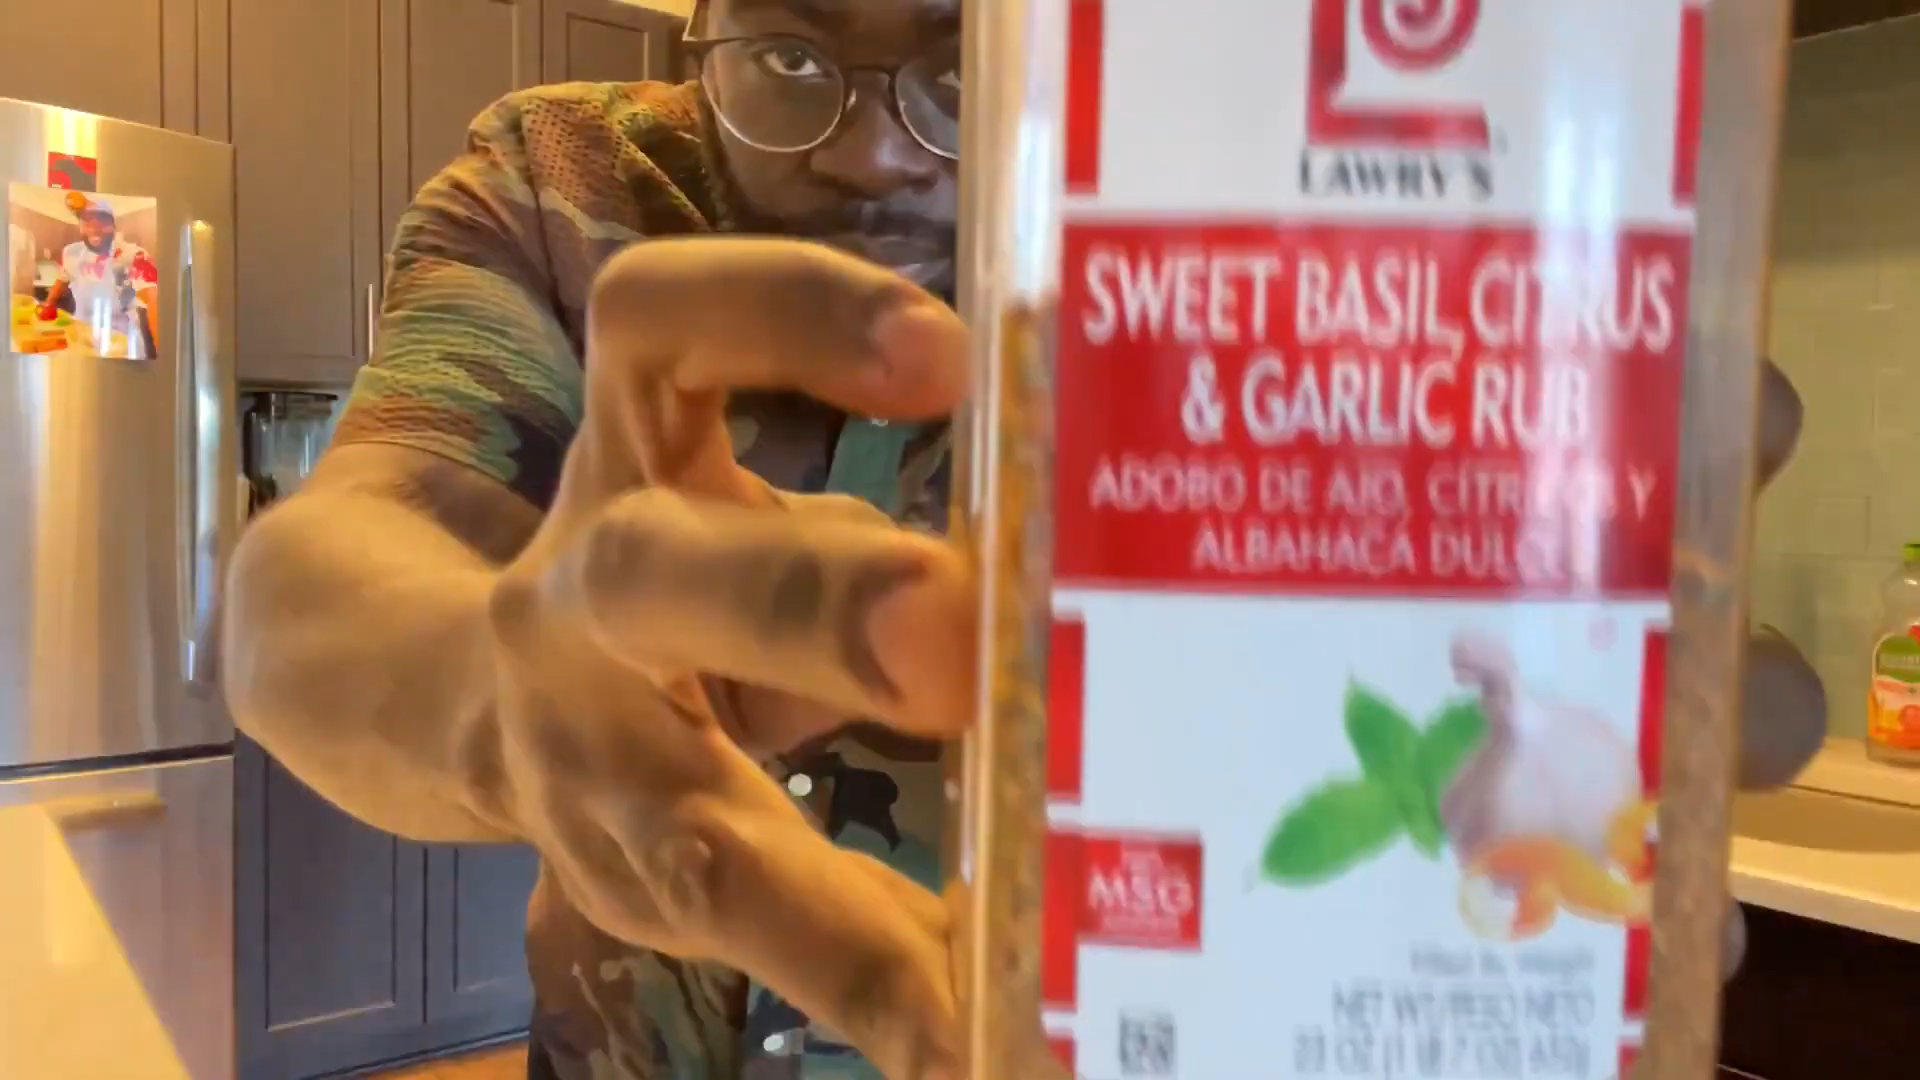 LAWRY'S
SWEET BASIL, CITRUS
& GARLIC RUB
ADOBO DE AJO, CÍTRICOS Y
ALBAHACA DULCE
MSG
NET WT/PESO NETO